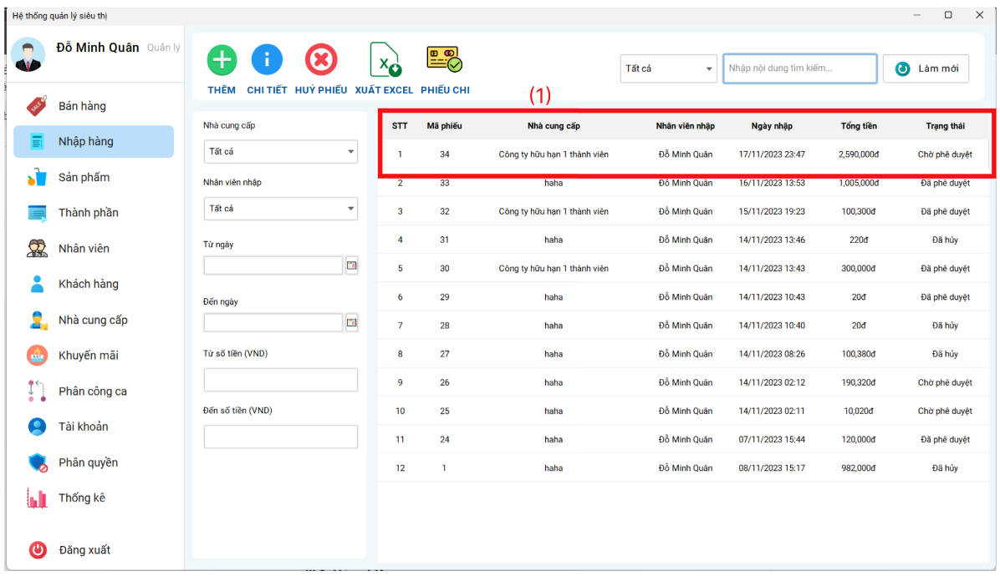 Hệ thống quản lý siêu thị
Đỗ Minh Quân Quản lý
Bán hàng
Nhập hàng
Sản phẩm
Thành phần
Nhân viên
Khách hàng
Nhà cung cấp
Khuyến mãi
Phân công ca
Tài khoản
Phân quyền
Thống kê
Đăng xuất
THÊM CHI TIẾT HUỶ PHIẾU XUẤT EXCEL PHIẾU CHI
Tất cả Nhập nội dung tìm kiếm... Làm mới
(1)
Nhà cung cấp
Tất cả
Nhân viên nhập
Tất cả
Từ ngày
Đến ngày
Từ số tiền (VND)
Đến số tiền (VND)
STT Mã phiếu Nhà cung cấp Nhân viên nhập Ngày nhập Tổng tiền Trạng thái
1 34 Công ty hữu hạn 1 thành viên Đỗ Minh Quân 17/11/2023 23:47 2,590,000đ Chờ phê duyệt
2 33 haha Đỗ Minh Quân 16/11/2023 13:53 1,005,000đ Đã phê duyệt
3 32 Công ty hữu hạn 1 thành viên Đỗ Minh Quân 15/11/2023 19:23 100,300đ Đã phê duyệt
4 31 haha Đỗ Minh Quân 14/11/2023 13:46 220đ Đã hủy
5 30 Công ty hữu hạn 1 thành viên Đỗ Minh Quân 14/11/2023 13:43 300,000đ Đã phê duyệt
6 29 haha Đỗ Minh Quân 14/11/2023 10:43 20đ Đã phê duyệt
7 28 haha Đỗ Minh Quân 14/11/2023 10:40 20đ Đã hủy
8 27 haha Đỗ Minh Quân 14/11/2023 08:26 100,380đ Đã hủy
9 26 haha Đỗ Minh Quân 14/11/2023 02:12 190,320đ Chờ phê duyệt
10 25 haha Đỗ Minh Quân 14/11/2023 02:11 10,020đ Chờ phê duyệt
11 24 haha Đỗ Minh Quân 07/11/2023 15:44 120,000đ Đã phê duyệt
12 1 haha Đỗ Minh Quân 08/11/2023 15:17 982,000đ Đã hủy